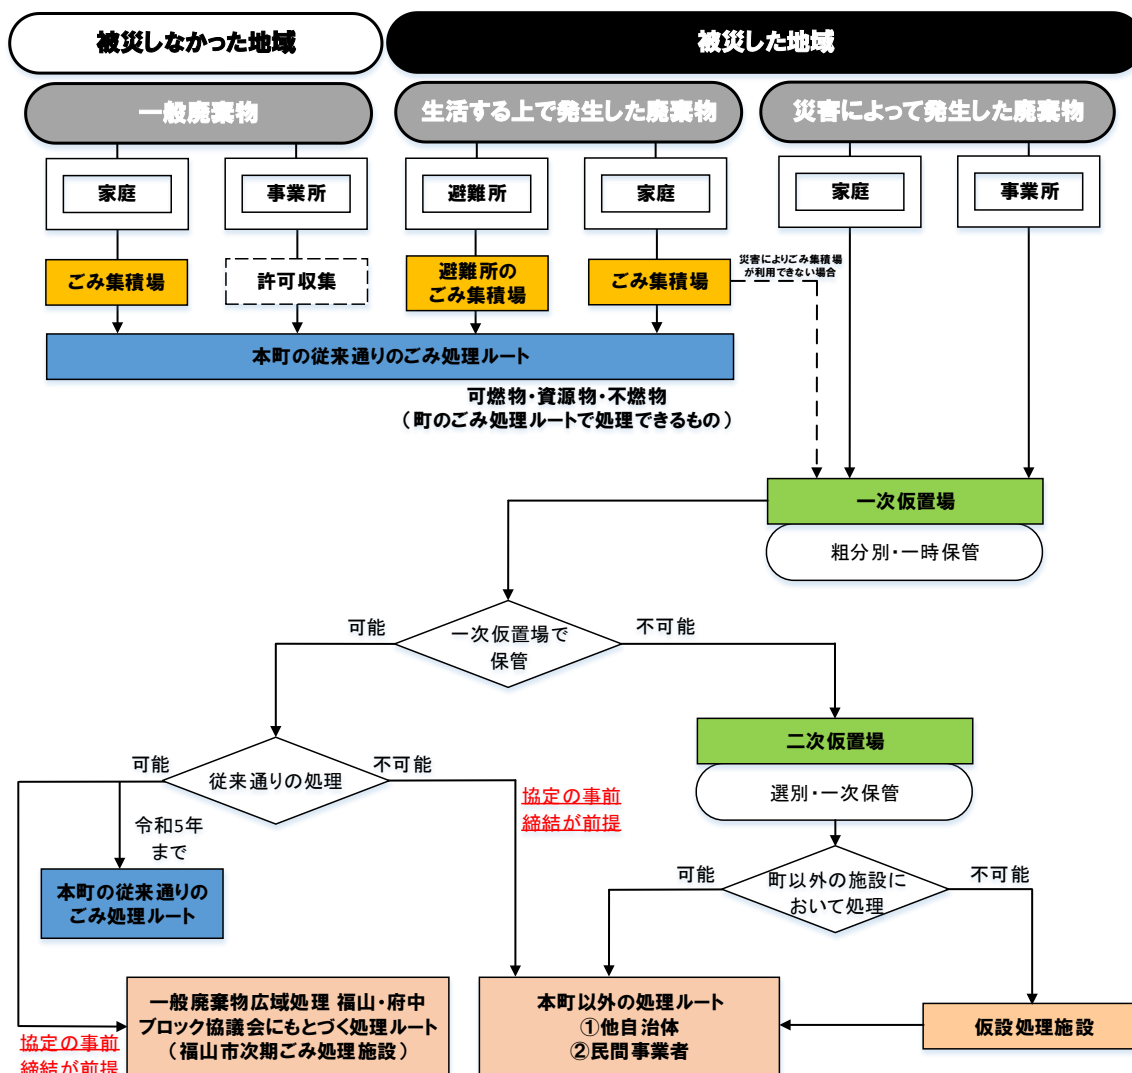 被災しなかった地域
被災した地域
一般廃棄物
生活する上で発生した廃棄物
災害によって発生した廃棄物
家庭
事業所
避難所
家庭
家庭
事業所
ごみ集積場
許可収集
避難所の
ごみ集積場
ごみ集積場
災害によりごみ集積場
が利用できない場合
本町の従来通りのごみ処理ルート
可燃物・資源物・不燃物
（町のごみ処理ルートで処理できるもの）
一次仮置場
粗分別・一時保管
可能
一次仮置場で
保管
不可能
二次仮置場
選別・一次保管
可能
従来通りの処理
不可能
協定の事前
締結が前提
令和5年
まで
本町の従来通りの
ごみ処理ルート
可能
町以外の施設に
おいて処理
不可能
一般廃棄物広域処理 福山・府中
ブロック協議会にもとづく処理ルート
（福山市次期ごみ処理施設）
協定の事前
締結が前提
本町以外の処理ルート
①他自治体
②民間事業者
仮設処理施設